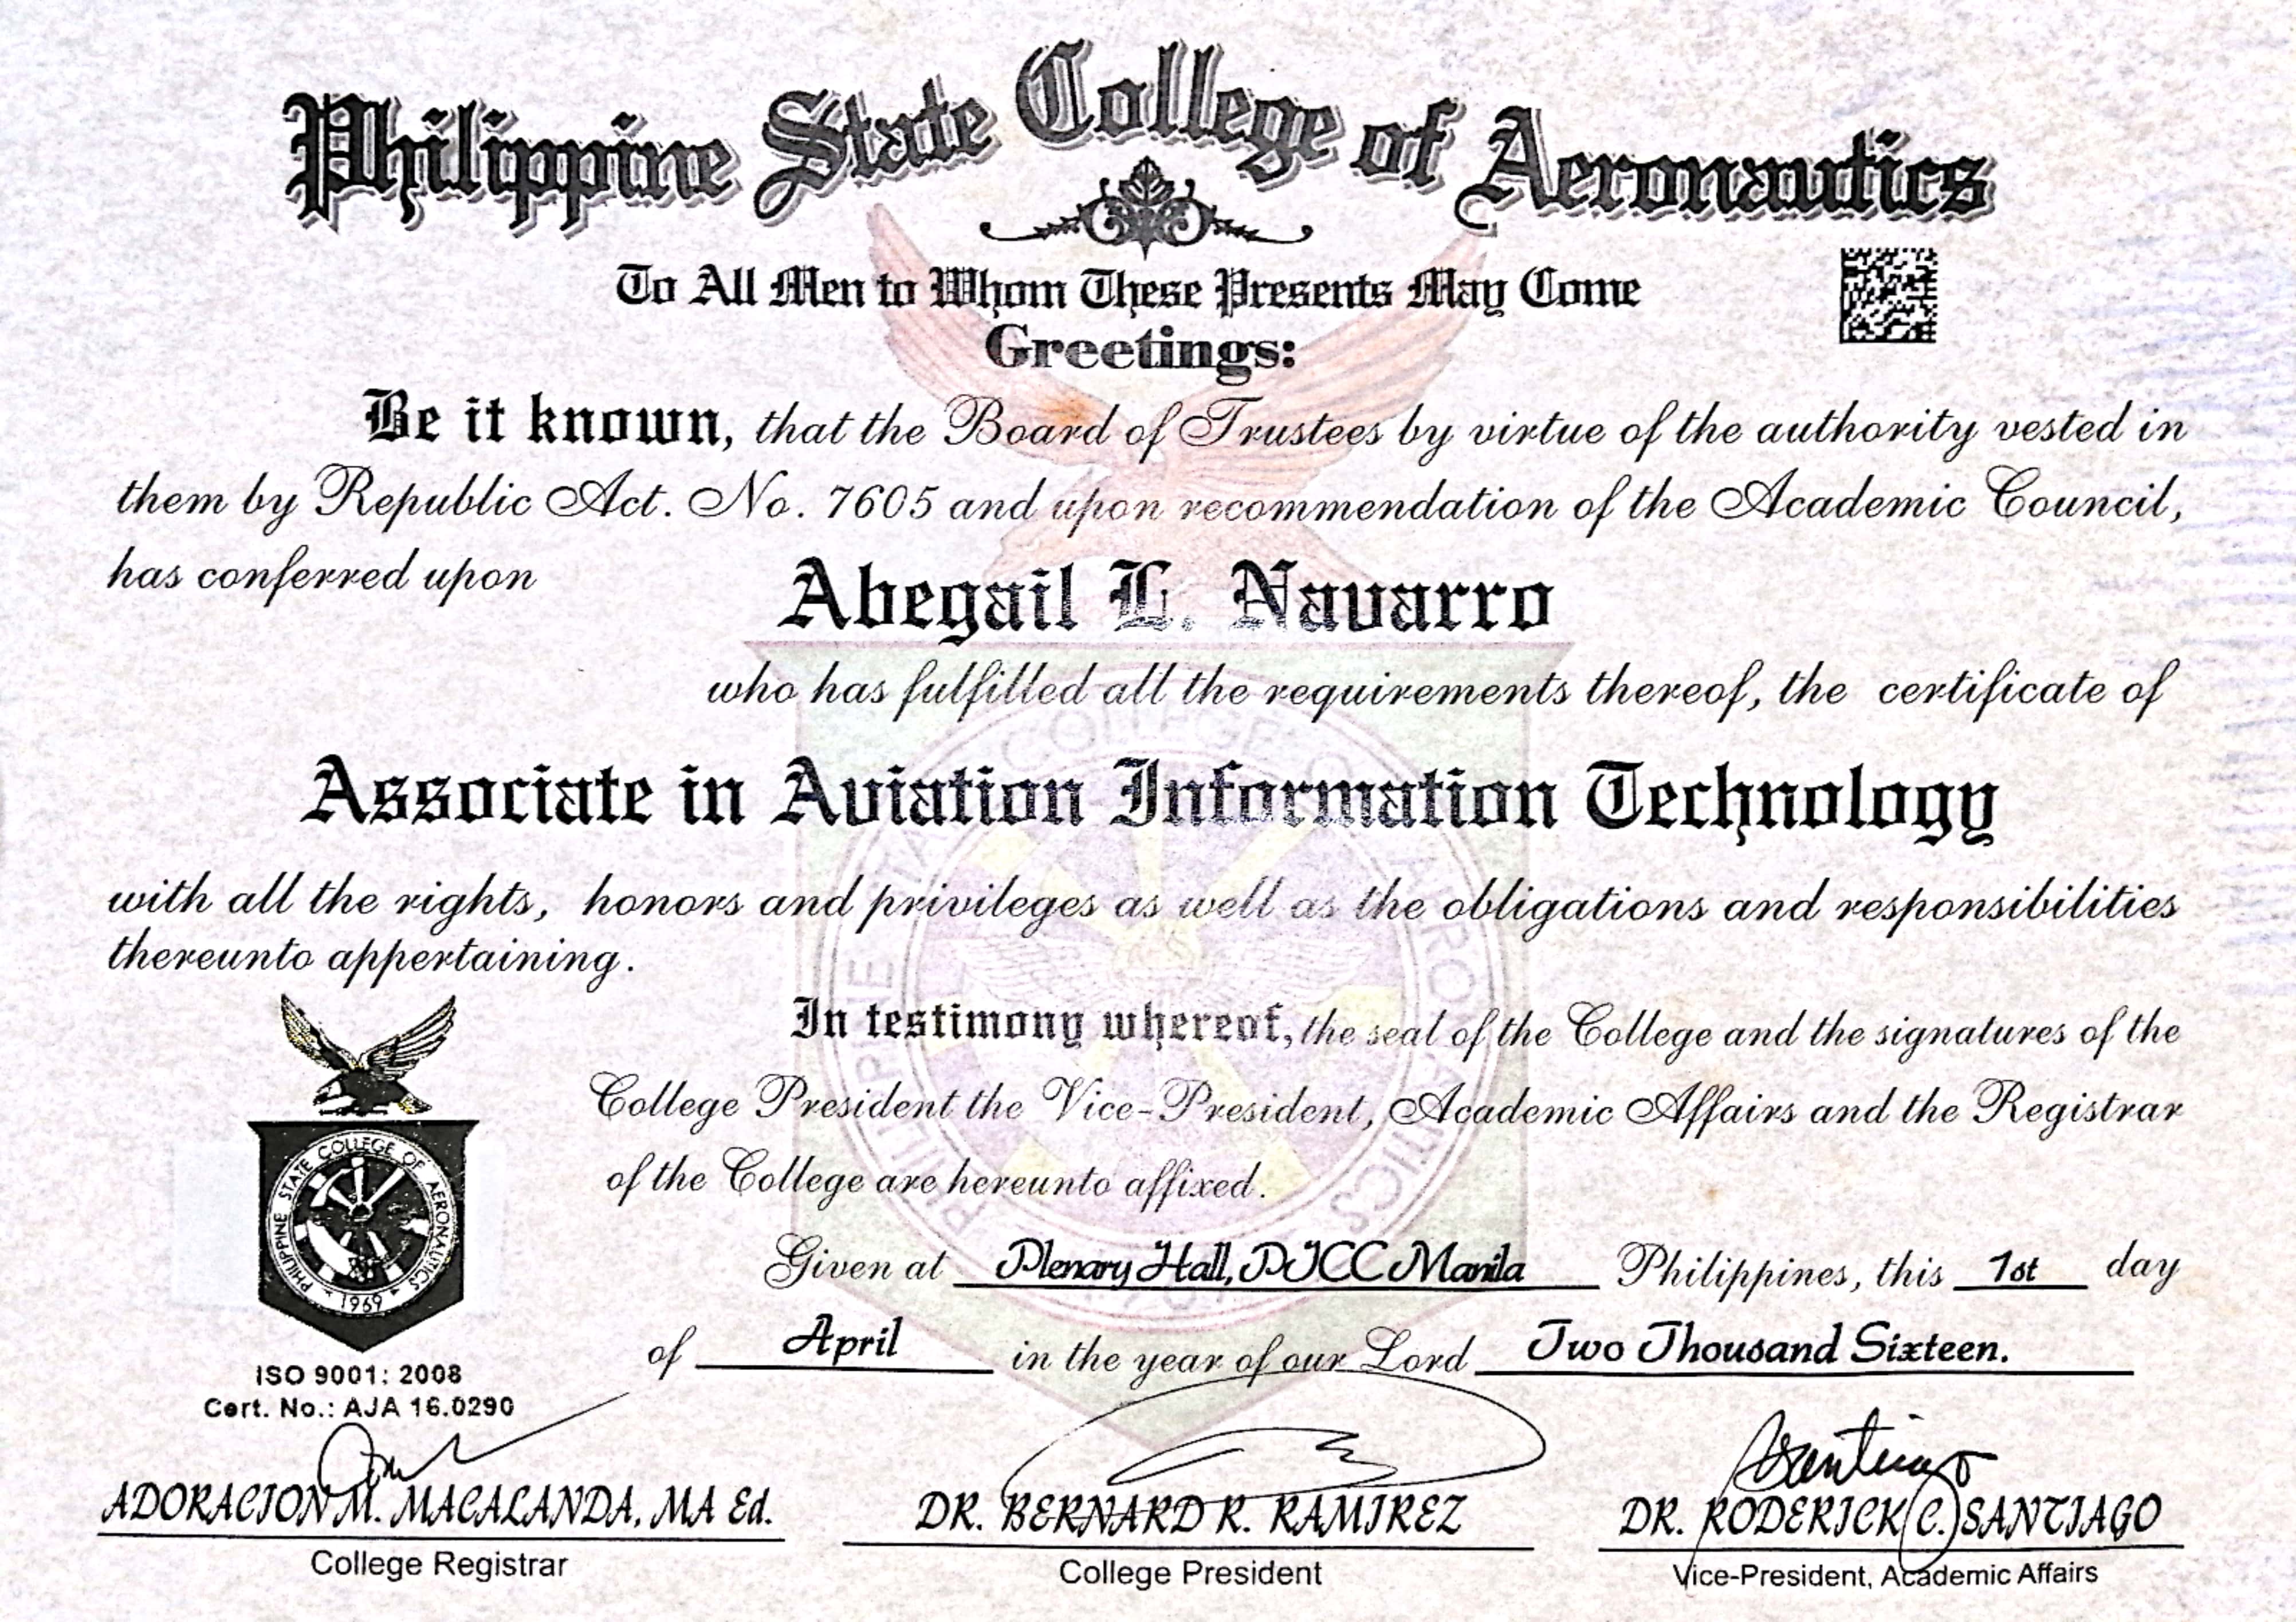 Philippine State College of Aeronautics
To All Men to Whom These Presents May Come
Greetings:
Be it known, that the Board of Trustees by virtue of the authority vested in
them by Republic Act. No. 7605 and upon recommendation of the Academic Council,
has conferred upon
Abegail L. Navarro
who has fulfilled all the requirements thereof, the certificate of
Associate in Aviation Information Technology
with all the rights, honors and privileges as well as the obligations and responsibilities
thereunto appertaining.
In testimony whereof, the seal of the College and the signatures of the
College President the Vice-President, Academic Affairs and the Registrar
of the College are hereunto affixed.
Given at Plenary Hall, PICC Manila Philippines, this 1st day
of April in the year of our Lord Two Thousand Sixteen.
PHILIPPINE STATE COLLEGE OF AERONAUTICS
1969
ISO 9001: 2008
Cert. No.: AJA 16.0290
ADORACION M. MACALANDA, MA Ed.
College Registrar
DR. BERNARD R. RAMIREZ
College President
Santiago
DR. RODERICK C. SANTIAGO
Vice-President, Academic Affairs